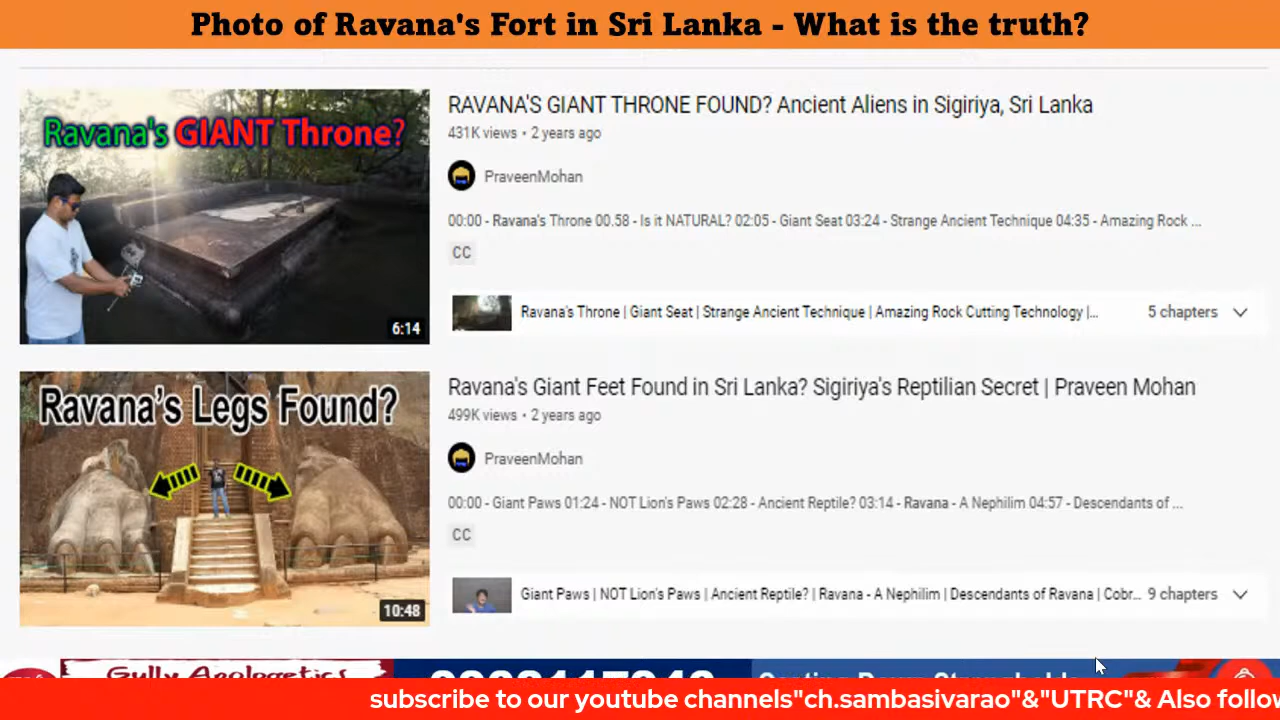 Photo of Ravana's Fort in Sri Lanka - What is the truth?
Ravana's GIANT Throne?
6:14
RAVANA'S GIANT THRONE FOUND? Ancient Aliens in Sigiriya, Sri Lanka
431K views • 2 years ago
PraveenMohan
00:00 - Ravana's Throne 00.58 - Is it NATURAL? 02:05 - Giant Seat 03:24 - Strange Ancient Technique 04:35 - Amazing Rock ...
CC
Ravana's Throne | Giant Seat | Strange Ancient Technique | Amazing Rock Cutting Technology |... 5 chapters
Ravana's Legs Found?
10:48
Ravana's Giant Feet Found in Sri Lanka? Sigiriya's Reptilian Secret | Praveen Mohan
499K views • 2 years ago
PraveenMohan
00:00 - Giant Paws 01:24 - NOT Lion's Paws 02:28 - Ancient Reptile? 03:14 - Ravana - A Nephilim 04:57 - Descendants of ...
CC
Giant Paws | NOT Lion's Paws | Ancient Reptile? | Ravana - A Nephilim | Descendants of Ravana | Cobr... 9 chapters
Gully Apologetics
subscribe to our youtube channels"ch.sambasivarao"&"UTRC"& Also follow